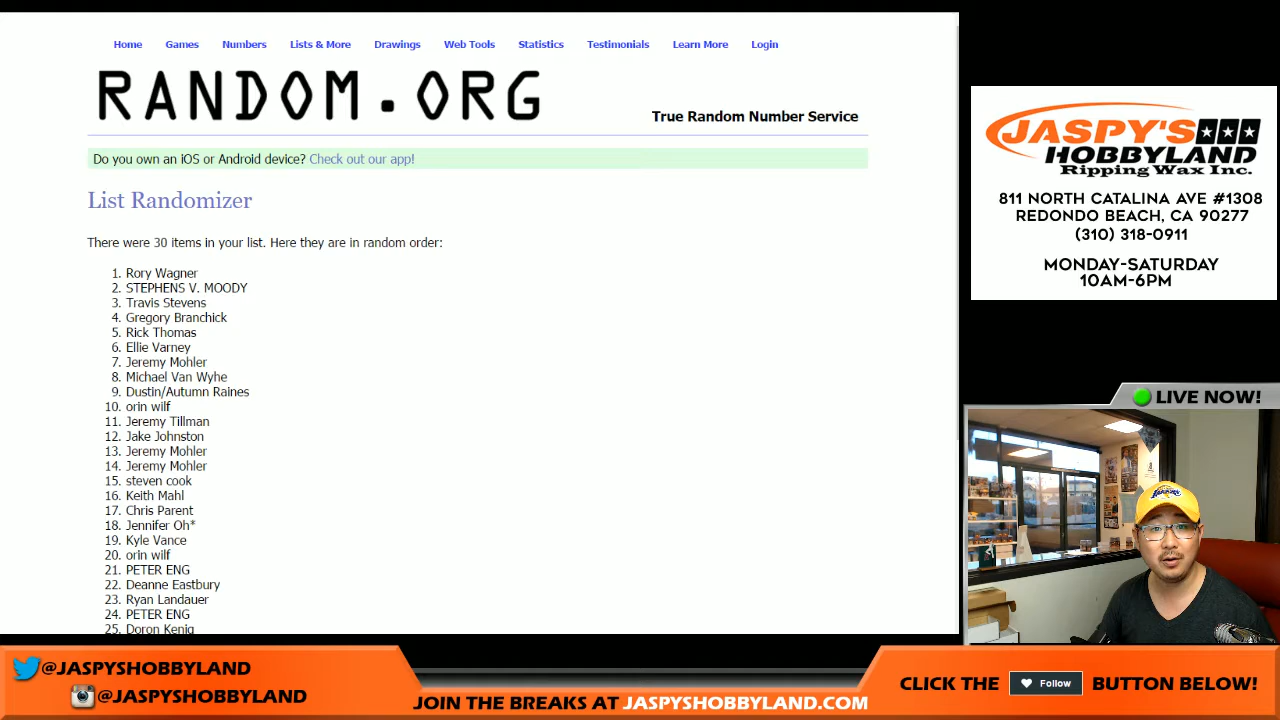 Home Games Numbers Lists & More Drawings Web Tools Statistics Testimonials Learn More Login
RANDOM.ORG
True Random Number Service
Do you own an iOS or Android device? Check out our app!
List Randomizer
There were 30 items in your list. Here they are in random order:
1. Rory Wagner
2. STEPHENS V. MOODY
3. Travis Stevens
4. Gregory Branchick
5. Rick Thomas
6. Ellie Varney
7. Jeremy Mohler
8. Michael Van Wyhe
9. Dustin/Autumn Raines
10. orin wilf
11. Jeremy Tillman
12. Jake Johnston
13. Jeremy Mohler
14. Jeremy Mohler
15. steven cook
16. Keith Mahl
17. Chris Parent
18. Jennifer Oh*
19. Kyle Vance
20. orin wilf
21. PETER ENG
22. Deanne Eastbury
23. Ryan Landauer
24. PETER ENG
25. Doron Kenig
JASPY'S
HOBBYLAND
Ripping Wax Inc.
811 NORTH CATALINA AVE #1308
REDONDO BEACH, CA 90277
(310) 318-0911
MONDAY-SATURDAY
10AM-6PM
LIVE NOW!
@JASPYSHOBBYLAND
@JASPYSHOBBYLAND
JOIN THE BREAKS AT JASPYSHOBBYLAND.COM
CLICK THE Follow BUTTON BELOW!